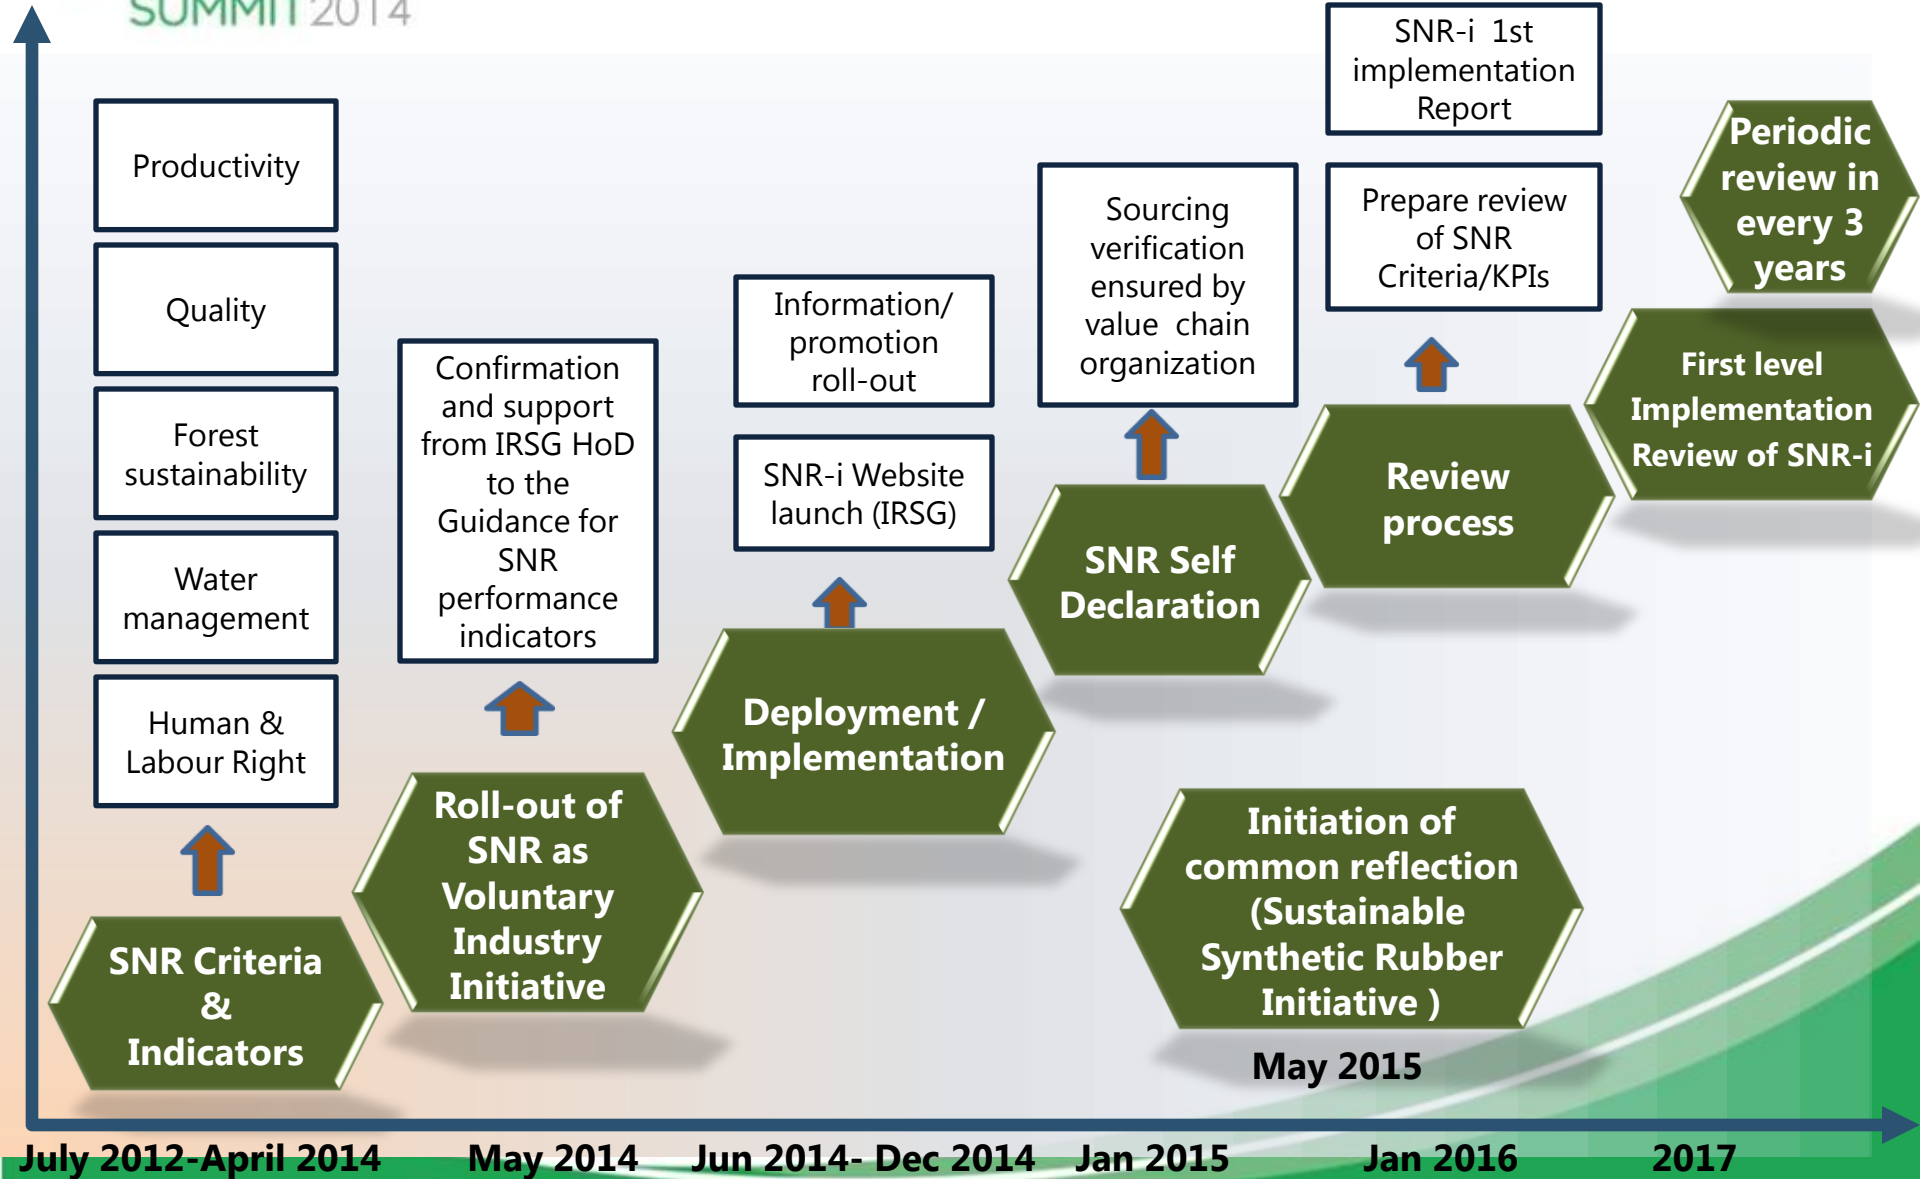 SUMMIT2014
Productivity
Quality
Forest
sustainability
Water
management
Human &
Labour Right
SNR Criteria
&
Indicators
Confirmation
and support
from IRSG HoD
to the
Guidance for
SNR
performance
indicators
Roll-out of
SNR as
Voluntary
Industry
Initiative
Information/
promotion
roll-out
SNR-i Website
launch (IRSG)
Deployment /
Implementation
Sourcing
verification
ensured by
value chain
organization
SNR Self
Declaration
SNR-i 1st
implementation
Report
Prepare review
of SNR
Criteria/KPIs
Review
process
Periodic
review in
every 3
years
First level
Implementation
Review of SNR-i
Initiation of
common reflection
(Sustainable
Synthetic Rubber
Initiative )
May 2015
July 2012-April 2014
May 2014
Jun 2014- Dec 2014
Jan 2015
Jan 2016
2017